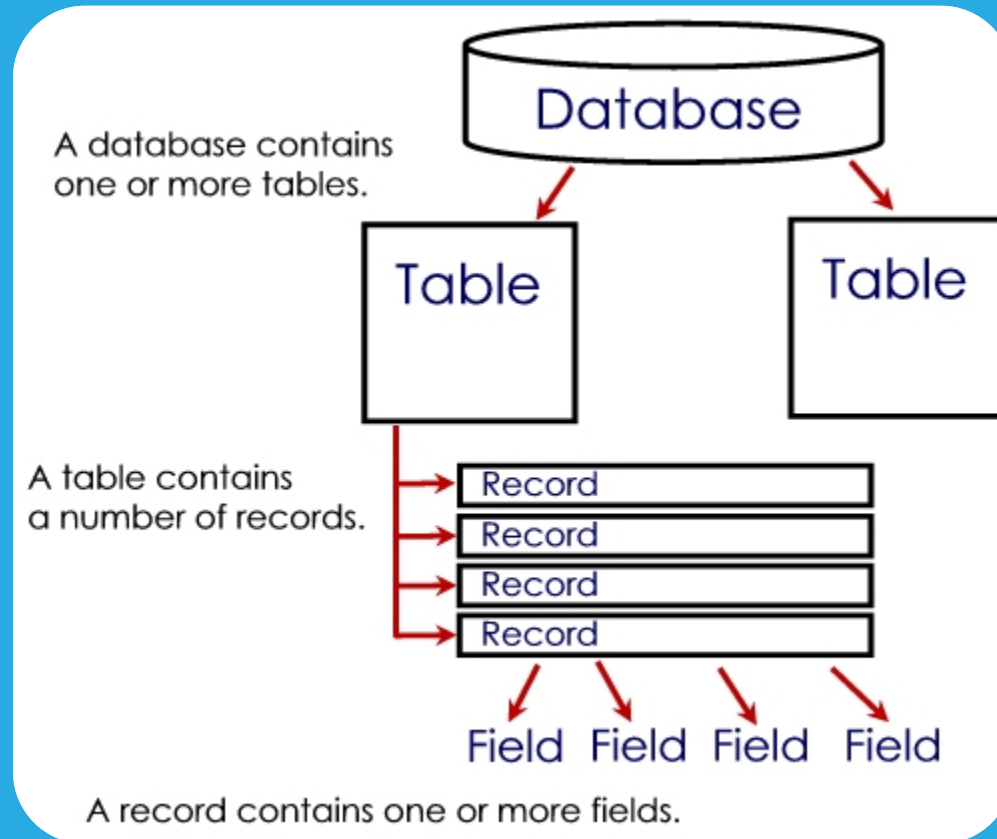 Database
A database contains
one or more tables.
Table
Table
A table contains
a number of records.
Record
Record
Record
Record
Field Field Field Field
A record contains one or more fields.